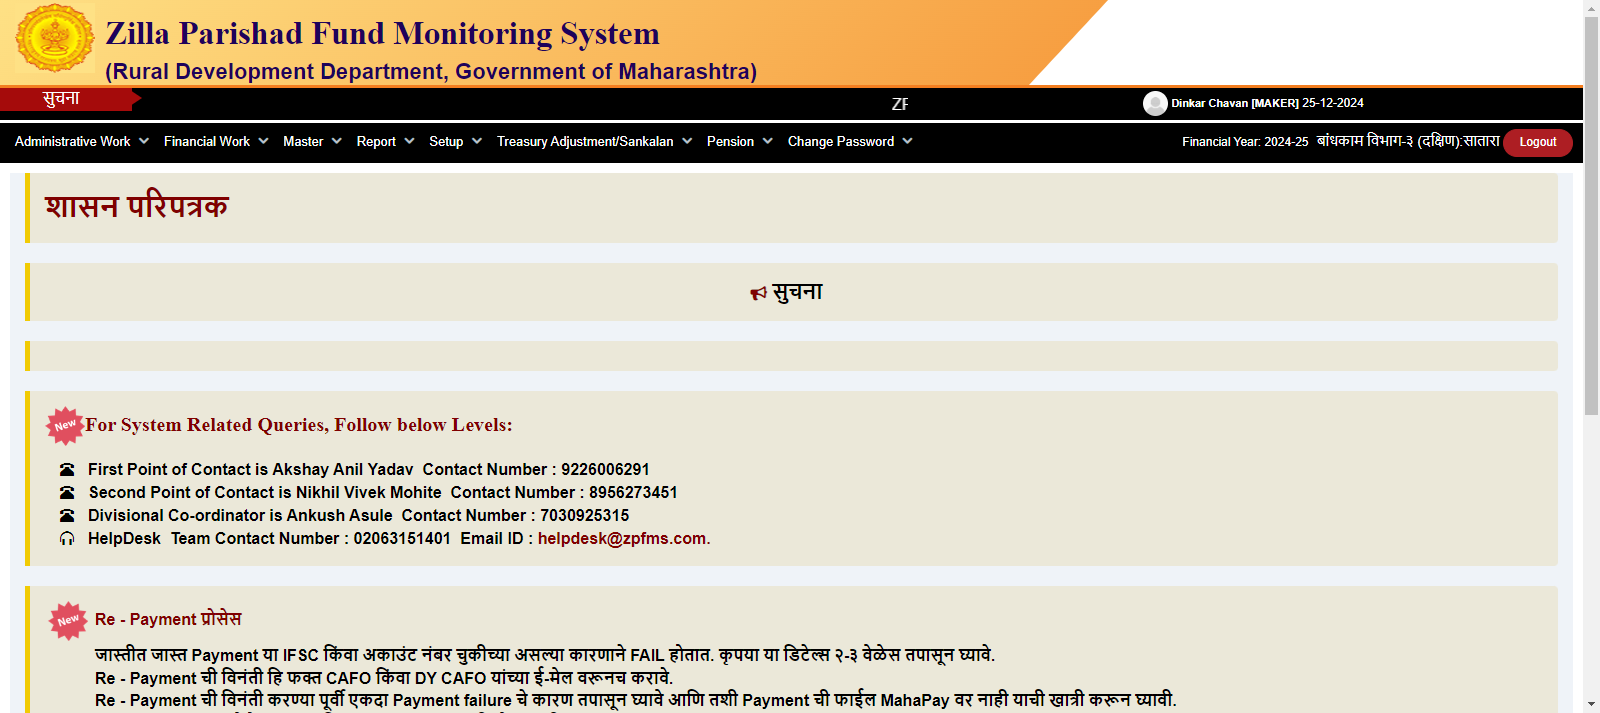 Zilla Parishad Fund Monitoring System
(Rural Development Department, Government of Maharashtra)
सुचना
Dinkar Chavan [MAKER] 25-12-2024
Administrative Work Financial Work Master Report Setup Treasury Adjustment/Sankalan Pension Change Password Financial Year: 2024-25 बांधकाम विभाग-३ (दक्षिण):सातारा Logout
शासन परिपत्रक
सुचना
New For System Related Queries, Follow below Levels:
First Point of Contact is Akshay Anil Yadav Contact Number : 9226006291
Second Point of Contact is Nikhil Vivek Mohite Contact Number : 8956273451
Divisional Co-ordinator is Ankush Asule Contact Number : 7030925315
HelpDesk Team Contact Number : 02063151401 Email ID : helpdesk@zpfms.com.
New Re - Payment प्रोसेस
जास्तीत जास्त Payment या IFSC किंवा अकाउंट नंबर चुकीच्या असल्या कारणाने FAIL होतात. कृपया या डिटेल्स २-३ वेळेस तपासून घ्यावे.
Re - Payment ची विनंती हि फक्त CAFO किंवा DY CAFO यांच्या ई-मेल वरूनच करावे.
Re - Payment ची विनंती करण्या पूर्वी एकदा Payment failure चे कारण तपासून घ्यावे आणि तशी Payment ची फाईल MahaPay वर नाही याची खात्री करून घ्यावी.